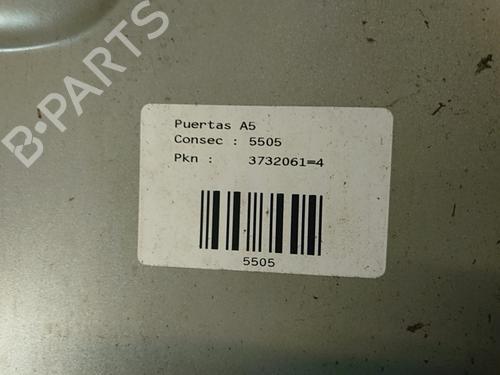 B-PARTS
Puertas A5
Consec : 5505
Pkn : 3732061=4
5505